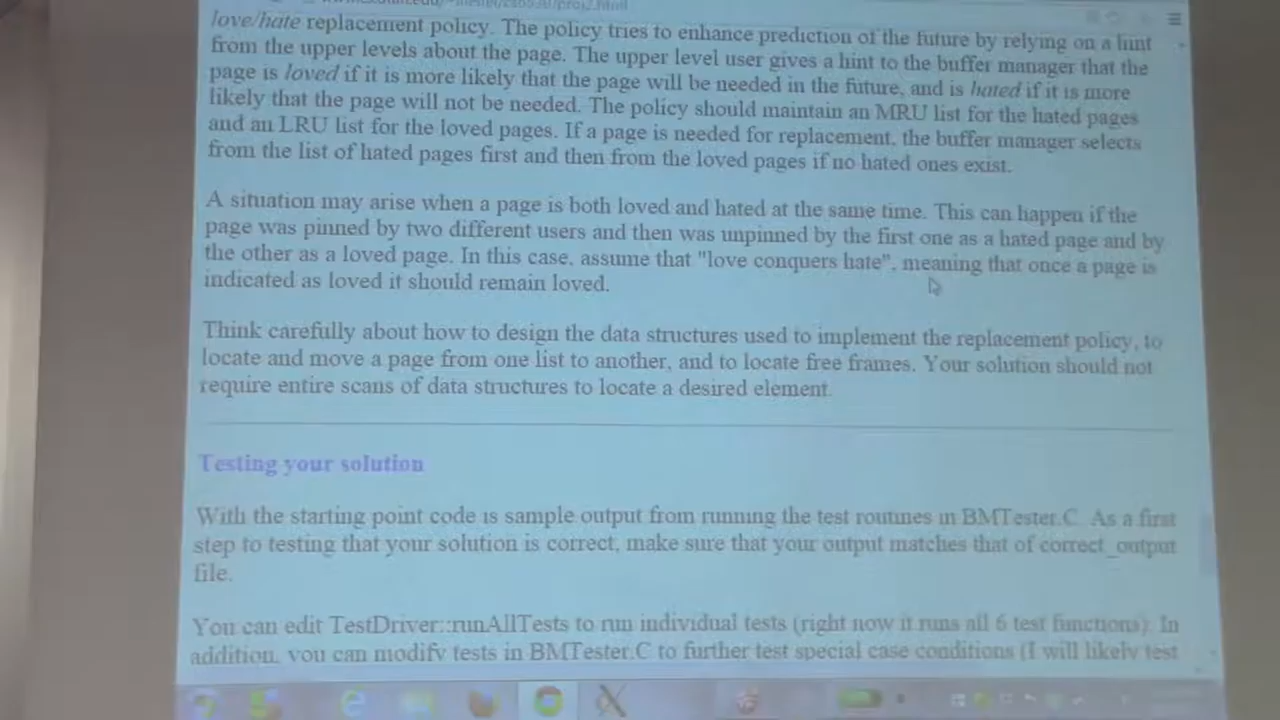 love/hate replacement policy. The policy tries to enhance prediction of the future by relying on a hint
from the upper levels about the page. The upper level user gives a hint to the buffer manager that the
page is loved if it is more likely that the page will be needed in the future, and is hated if it is more
likely that the page will not be needed. The policy should maintain an MRU list for the hated pages
and an LRU list for the loved pages. If a page is needed for replacement, the buffer manager selects
from the list of hated pages first and then from the loved pages if no hated ones exist.
A situation may arise when a page is both loved and hated at the same time. This can happen if the
page was pinned by two different users and then was unpinned by the first one as a hated page and by
the other as a loved page. In this case, assume that "love conquers hate", meaning that once a page is
indicated as loved it should remain loved.
Think carefully about how to design the data structures used to implement the replacement policy, to
locate and move a page from one list to another, and to locate free frames. Your solution should not
require entire scans of data structures to locate a desired element.
Testing your solution
With the starting point code is sample output from running the test routines in BMTester.C. As a first
step to testing that your solution is correct, make sure that your output matches that of correct_output
file.
You can edit TestDriver::runAllTests to run individual tests (right now it runs all 6 test functions). In
addition, you can modify tests in BMTester.C to further test special case conditions (I will likely test